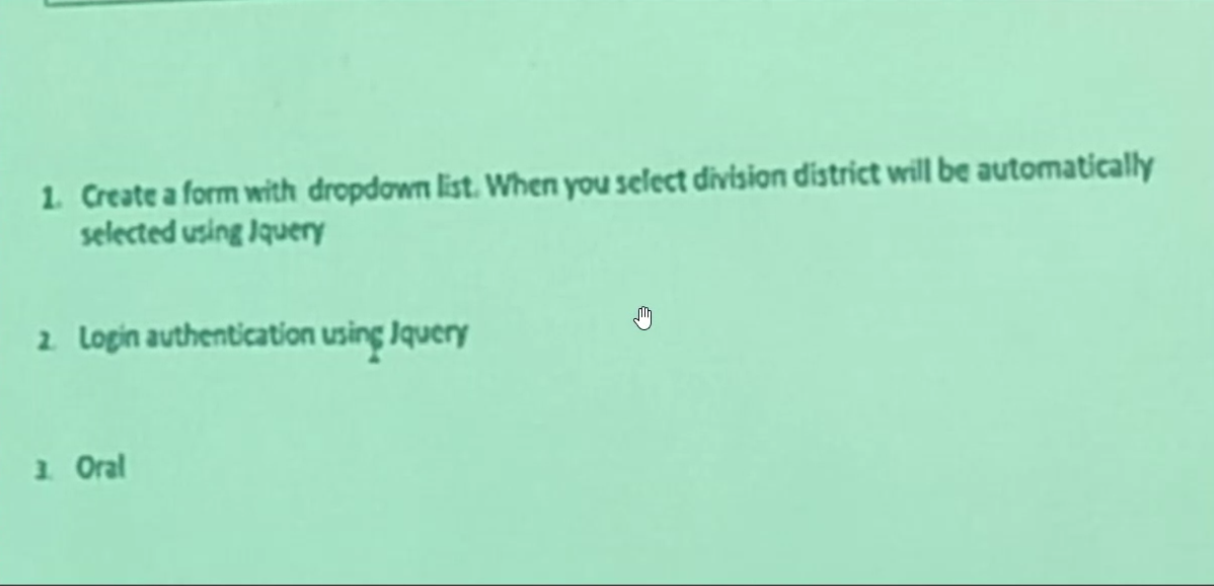 1. Create a form with dropdown list. When you select division district will be automatically
selected using Jquery
2. Login authentication using Jquery
3. Oral